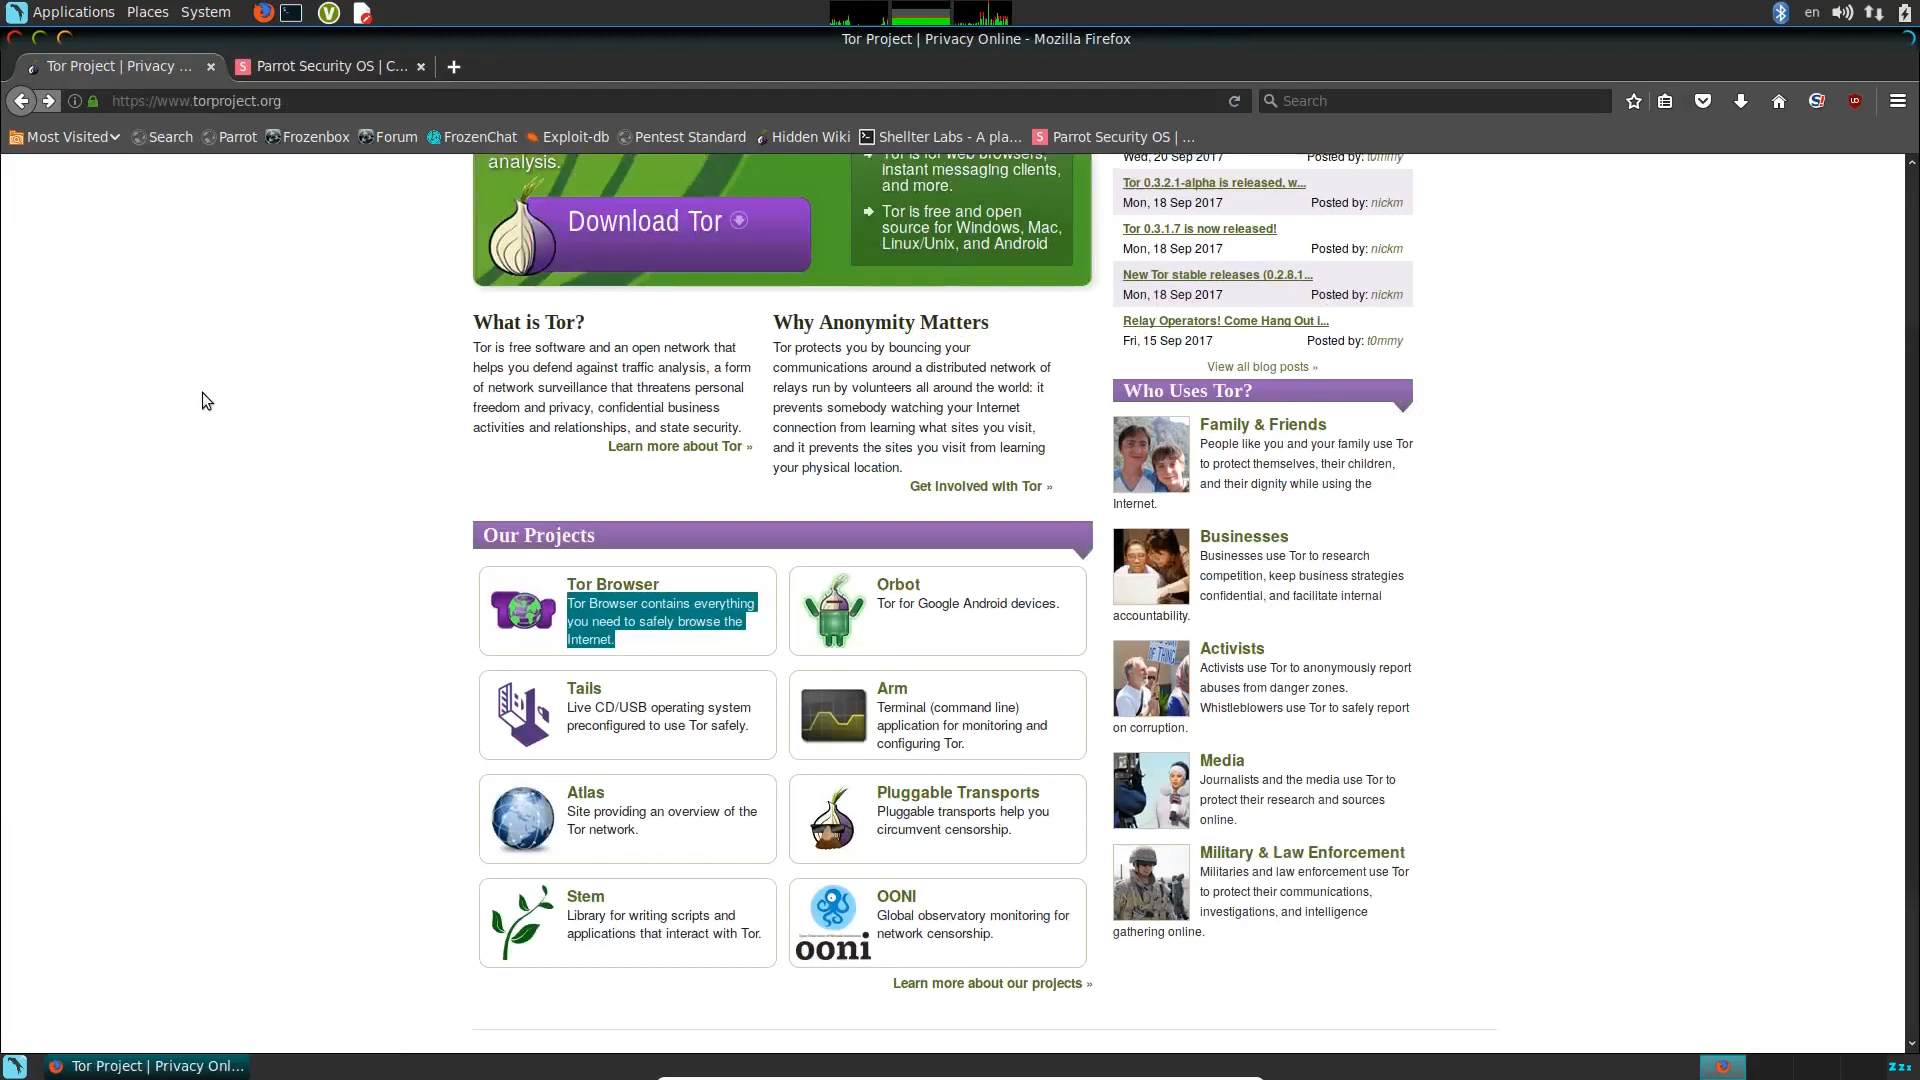 Applications Places System
en
Tor Project | Privacy Online - Mozilla Firefox
Tor Project | Privacy ...
Parrot Security OS | C...
https://www.torproject.org
Search
Most Visited
Search
Parrot
Frozenbox
Forum
FrozenChat
Exploit-db
Pentest Standard
Hidden Wiki
Shellter Labs - A pla...
Parrot Security OS | ...
analysis.
Download Tor
Tor is for web browsers,
instant messaging clients,
and more.
Tor is free and open
source for Windows, Mac,
Linux/Unix, and Android
What is Tor?
Tor is free software and an open network that
helps you defend against traffic analysis, a form
of network surveillance that threatens personal
freedom and privacy, confidential business
activities and relationships, and state security.
Learn more about Tor »
Why Anonymity Matters
Tor protects you by bouncing your
communications around a distributed network of
relays run by volunteers all around the world: it
prevents somebody watching your Internet
connection from learning what sites you visit,
and it prevents the sites you visit from learning
your physical location.
Get involved with Tor »
Our Projects
Tor Browser
Tor Browser contains everything
you need to safely browse the
Internet.
Orbot
Tor for Google Android devices.
Tails
Live CD/USB operating system
preconfigured to use Tor safely.
Arm
Terminal (command line)
application for monitoring and
configuring Tor.
Atlas
Site providing an overview of the
Tor network.
Pluggable Transports
Pluggable transports help you
circumvent censorship.
Stem
Library for writing scripts and
applications that interact with Tor.
ooni
OONI
Global observatory monitoring for
network censorship.
Learn more about our projects »
Wed, 20 Sep 2017 Posted by: t0mmy
Tor 0.3.2.1-alpha is released, w...
Mon, 18 Sep 2017 Posted by: nickm
Tor 0.3.1.7 is now released!
Mon, 18 Sep 2017 Posted by: nickm
New Tor stable releases (0.2.8.1...
Mon, 18 Sep 2017 Posted by: nickm
Relay Operators! Come Hang Out i...
Fri, 15 Sep 2017 Posted by: t0mmy
View all blog posts »
Who Uses Tor?
Family & Friends
People like you and your family use Tor
to protect themselves, their children,
and their dignity while using the
Internet.
Businesses
Businesses use Tor to research
competition, keep business strategies
confidential, and facilitate internal
accountability.
OF THING
Activists
Activists use Tor to anonymously report
abuses from danger zones.
Whistleblowers use Tor to safely report
on corruption.
Media
Journalists and the media use Tor to
protect their research and sources
online.
Military & Law Enforcement
Militaries and law enforcement use Tor
to protect their communications,
investigations, and intelligence
gathering online.
Tor Project | Privacy Onl...
zzz